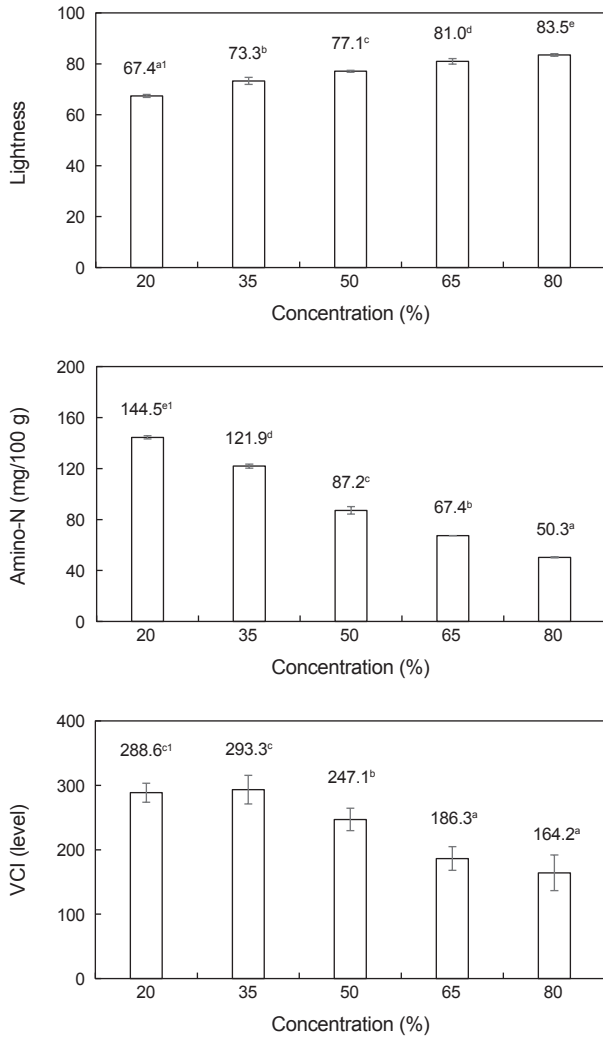 100
80
60
40
20
0
Lightness
67.4ᵃ¹
73.3ᵇ
77.1ᶜ
81.0ᵈ
83.5ᵉ
20 35 50 65 80
Concentration (%)
200
160
120
80
40
0
Amino-N (mg/100 g)
144.5ᵉ¹
121.9ᵈ
87.2ᶜ
67.4ᵇ
50.3ᵃ
20 35 50 65 80
Concentration (%)
400
300
200
100
0
VCI (level)
288.6ᶜ¹
293.3ᶜ
247.1ᵇ
186.3ᵃ
164.2ᵃ
20 35 50 65 80
Concentration (%)